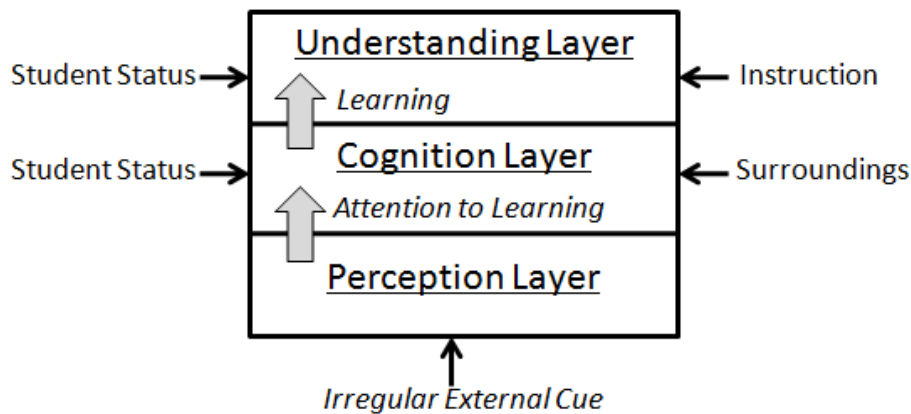 Understanding Layer
Student Status
Instruction
Learning
Cognition Layer
Student Status
Surroundings
Attention to Learning
Perception Layer
Irregular External Cue